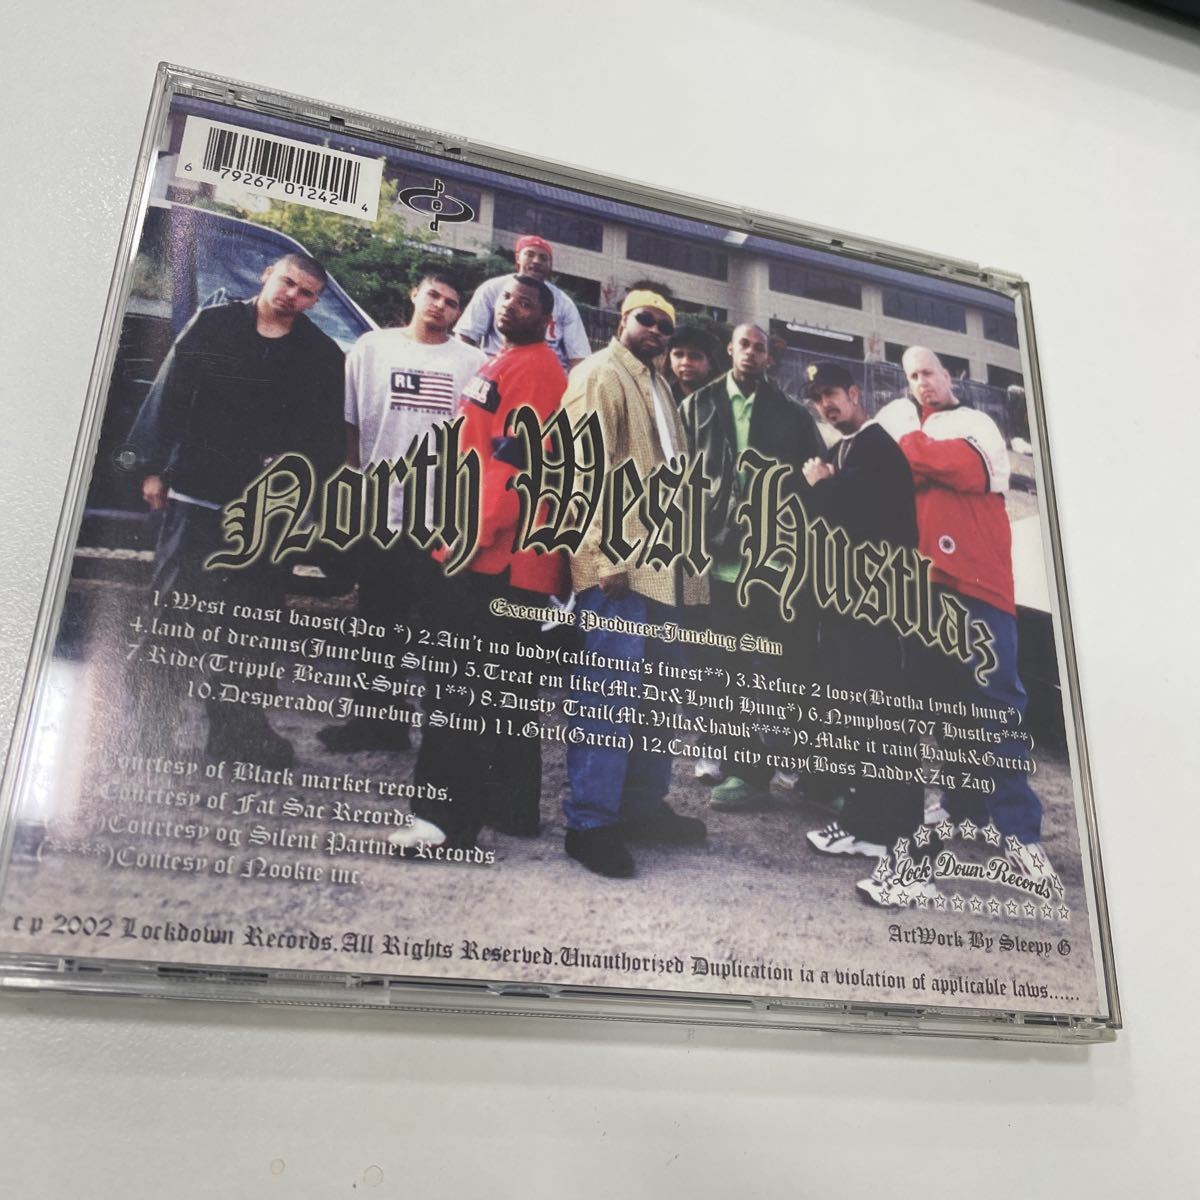 6 79267 01242 4
bed
RL
RALPH LAUREN
P
North West Hustlaz
Executive Producer:Junebug Slim
1.West coast baost(Pco *) 2.Ain't no body(california's finest**) 3.Refuce 2 looze(Brotha lynch hung*)
4.land of dreams(Junebug Slim) 5.Treat em like(Mr.Dr&Lynch Hung*) 6.Nymphos(707 Hustlrs***)
7.Ride(Tripple Beam&Spice 1**) 8.Dusty Trail(Mr.Villa&hawk****)9.Make it rain(Hawk&Garcia)
10.Desperado(Junebug Slim) 11.Girl(Garcia) 12.Caoitol city crazy(Boss Daddy&Zig Zag)
Courtesy of Black market records.
Courtesy of Fat Sac Records
)Courtesy og Silent Partner Records
(****)Coutesy of Nookie inc.
Lock Down Records
ArtWork By Sleepy G
c p 2002 Lockdown Records.All Rights Reserved.Unauthorized Duplication ia a violation of applicable laws......